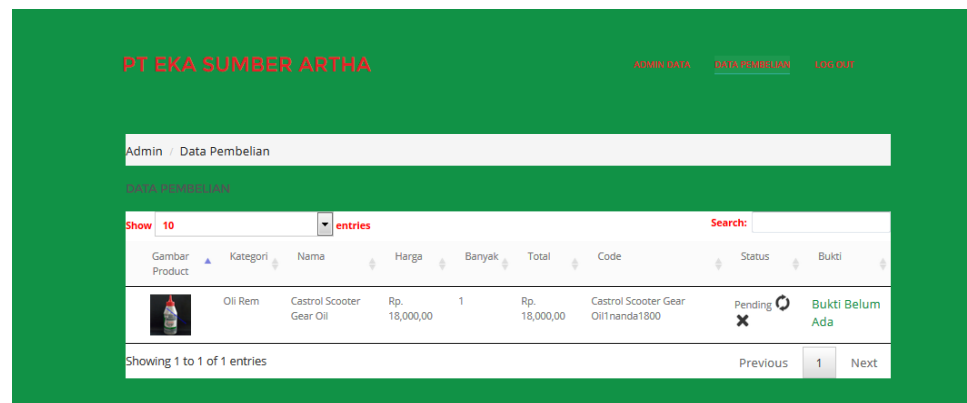 PT EKA SUMBER ARTHA
ADMIN DATA DATA PEMBELIAN LOG OUT
Admin / Data Pembelian
DATA PEMBELIAN
Show 10 entries Search:
Gambar Product Kategori Nama Harga Banyak Total Code Status Bukti
Oli Rem Castrol Scooter Rp. 1 Rp. Castrol Scooter Gear Pending Bukti Belum
Gear Oil 18,000,00 18,000,00 Oil1nanda1800 Ada
Showing 1 to 1 of 1 entries Previous 1 Next